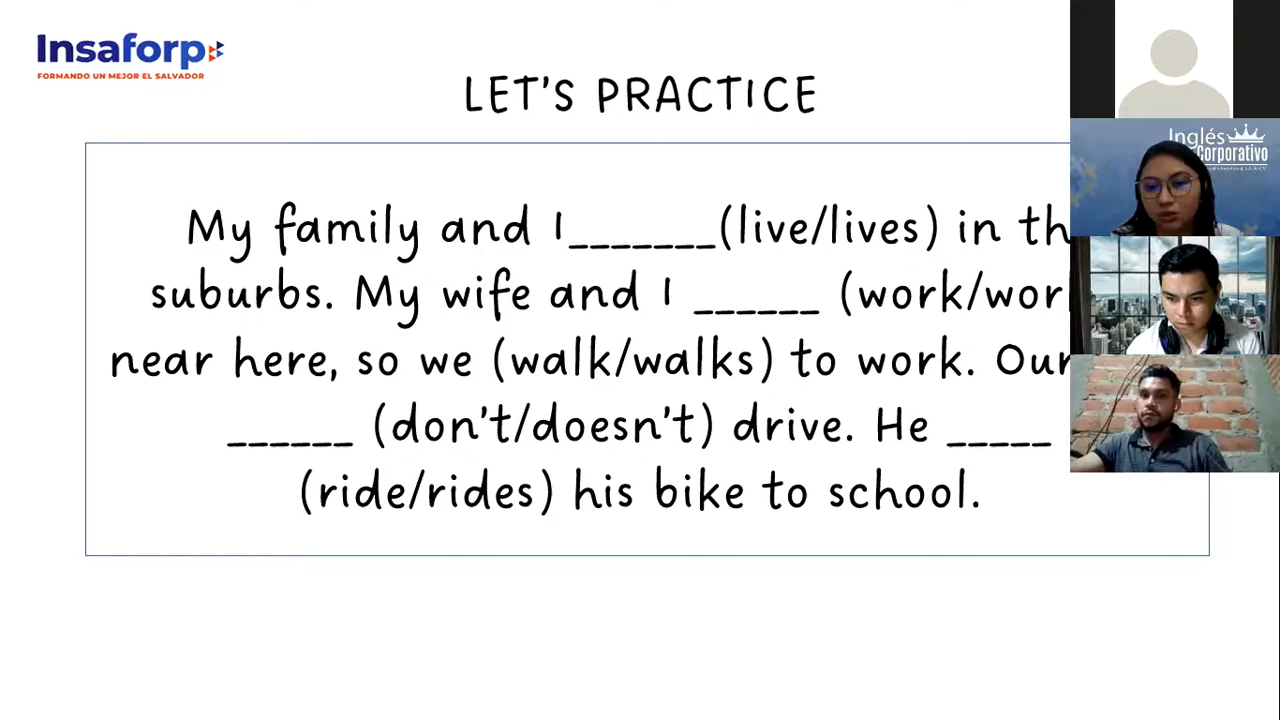 Insaforp
FORMANDO UN MEJOR EL SALVADOR
LET'S PRACTICE
Inglés
Corporativo
My family and I_______(live/lives) in th
suburbs. My wife and I ______ (work/wor
near here, so we (walk/walks) to work. Our
______ (don't/doesn't) drive. He _____
(ride/rides) his bike to school.